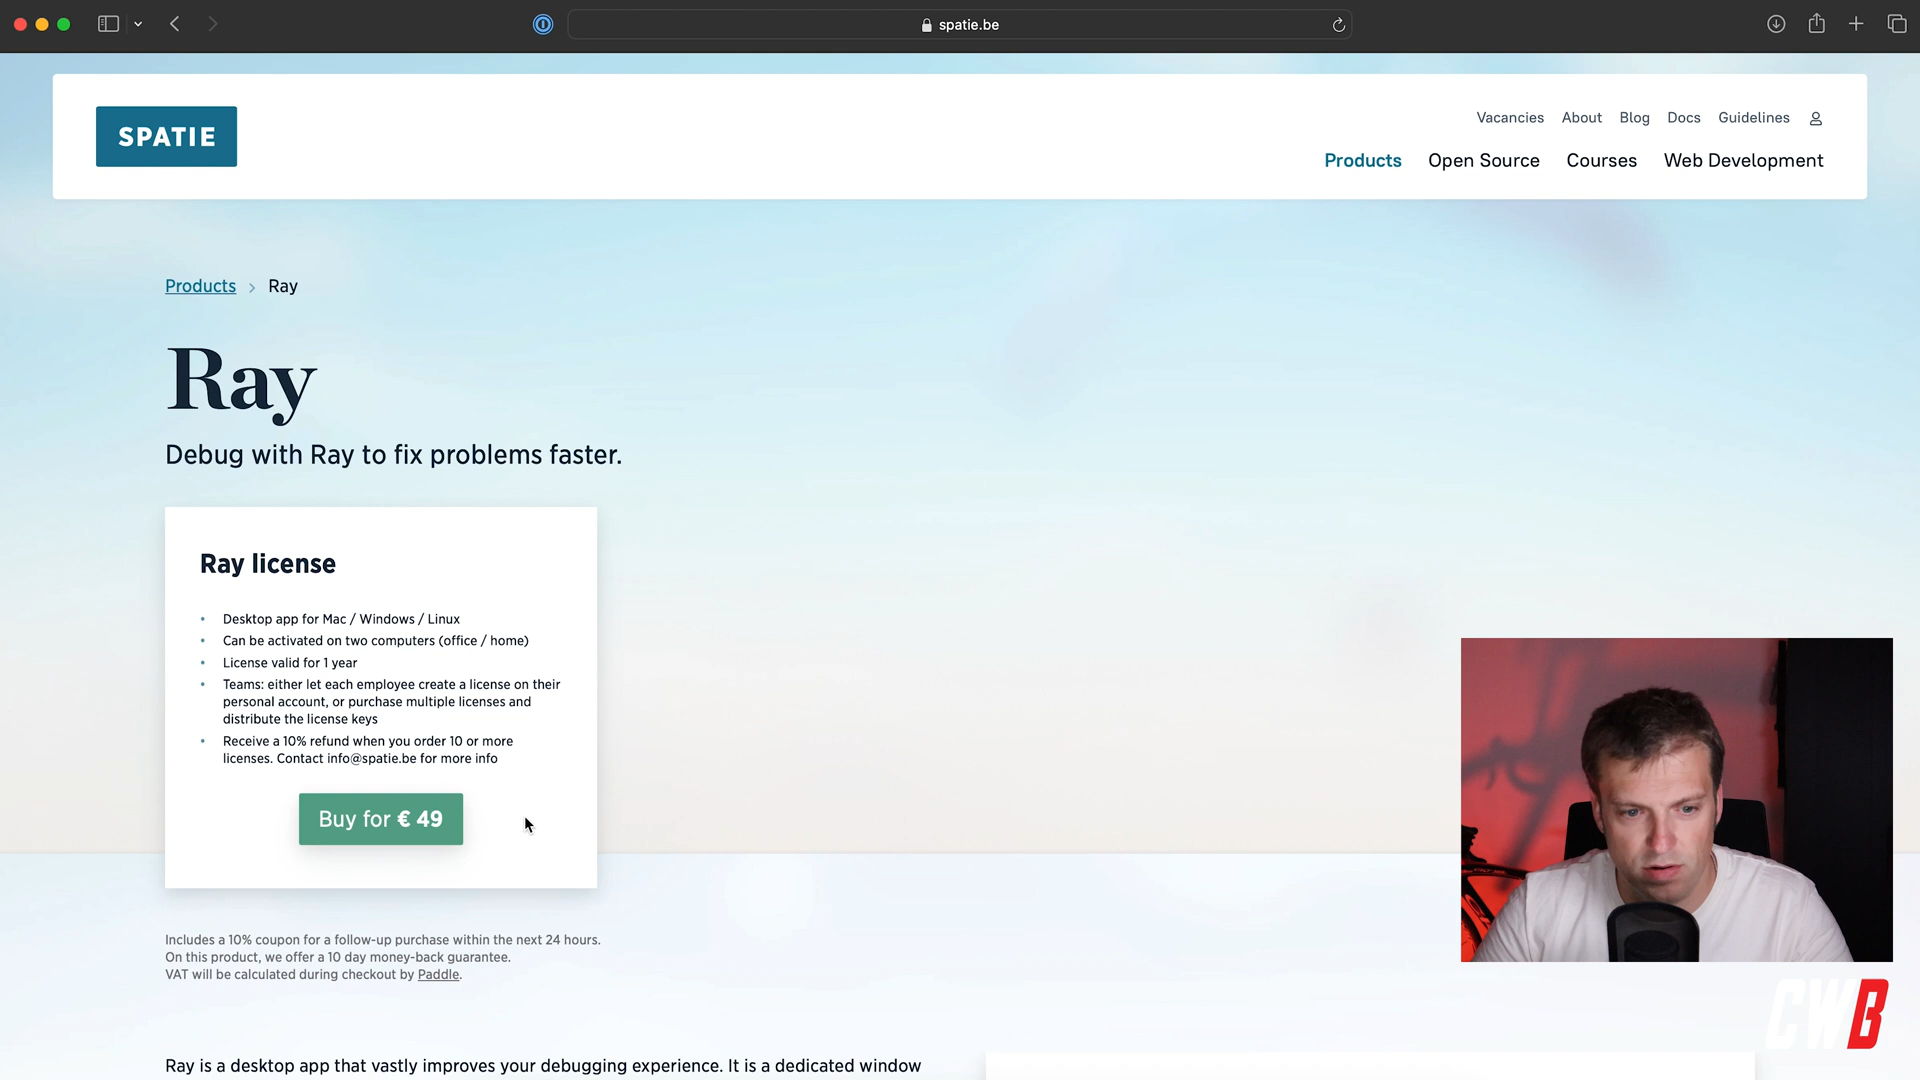 spatie.be
SPATIE
Vacancies About Blog Docs Guidelines
Products Open Source Courses Web Development
Products > Ray
Ray
Debug with Ray to fix problems faster.
Ray license
• Desktop app for Mac / Windows / Linux
• Can be activated on two computers (office / home)
• License valid for 1 year
• Teams: either let each employee create a license on their
personal account, or purchase multiple licenses and
distribute the license keys
• Receive a 10% refund when you order 10 or more
licenses. Contact info@spatie.be for more info
Buy for € 49
Includes a 10% coupon for a follow-up purchase within the next 24 hours.
On this product, we offer a 10 day money-back guarantee.
VAT will be calculated during checkout by Paddle.
Ray is a desktop app that vastly improves your debugging experience. It is a dedicated window
CWB